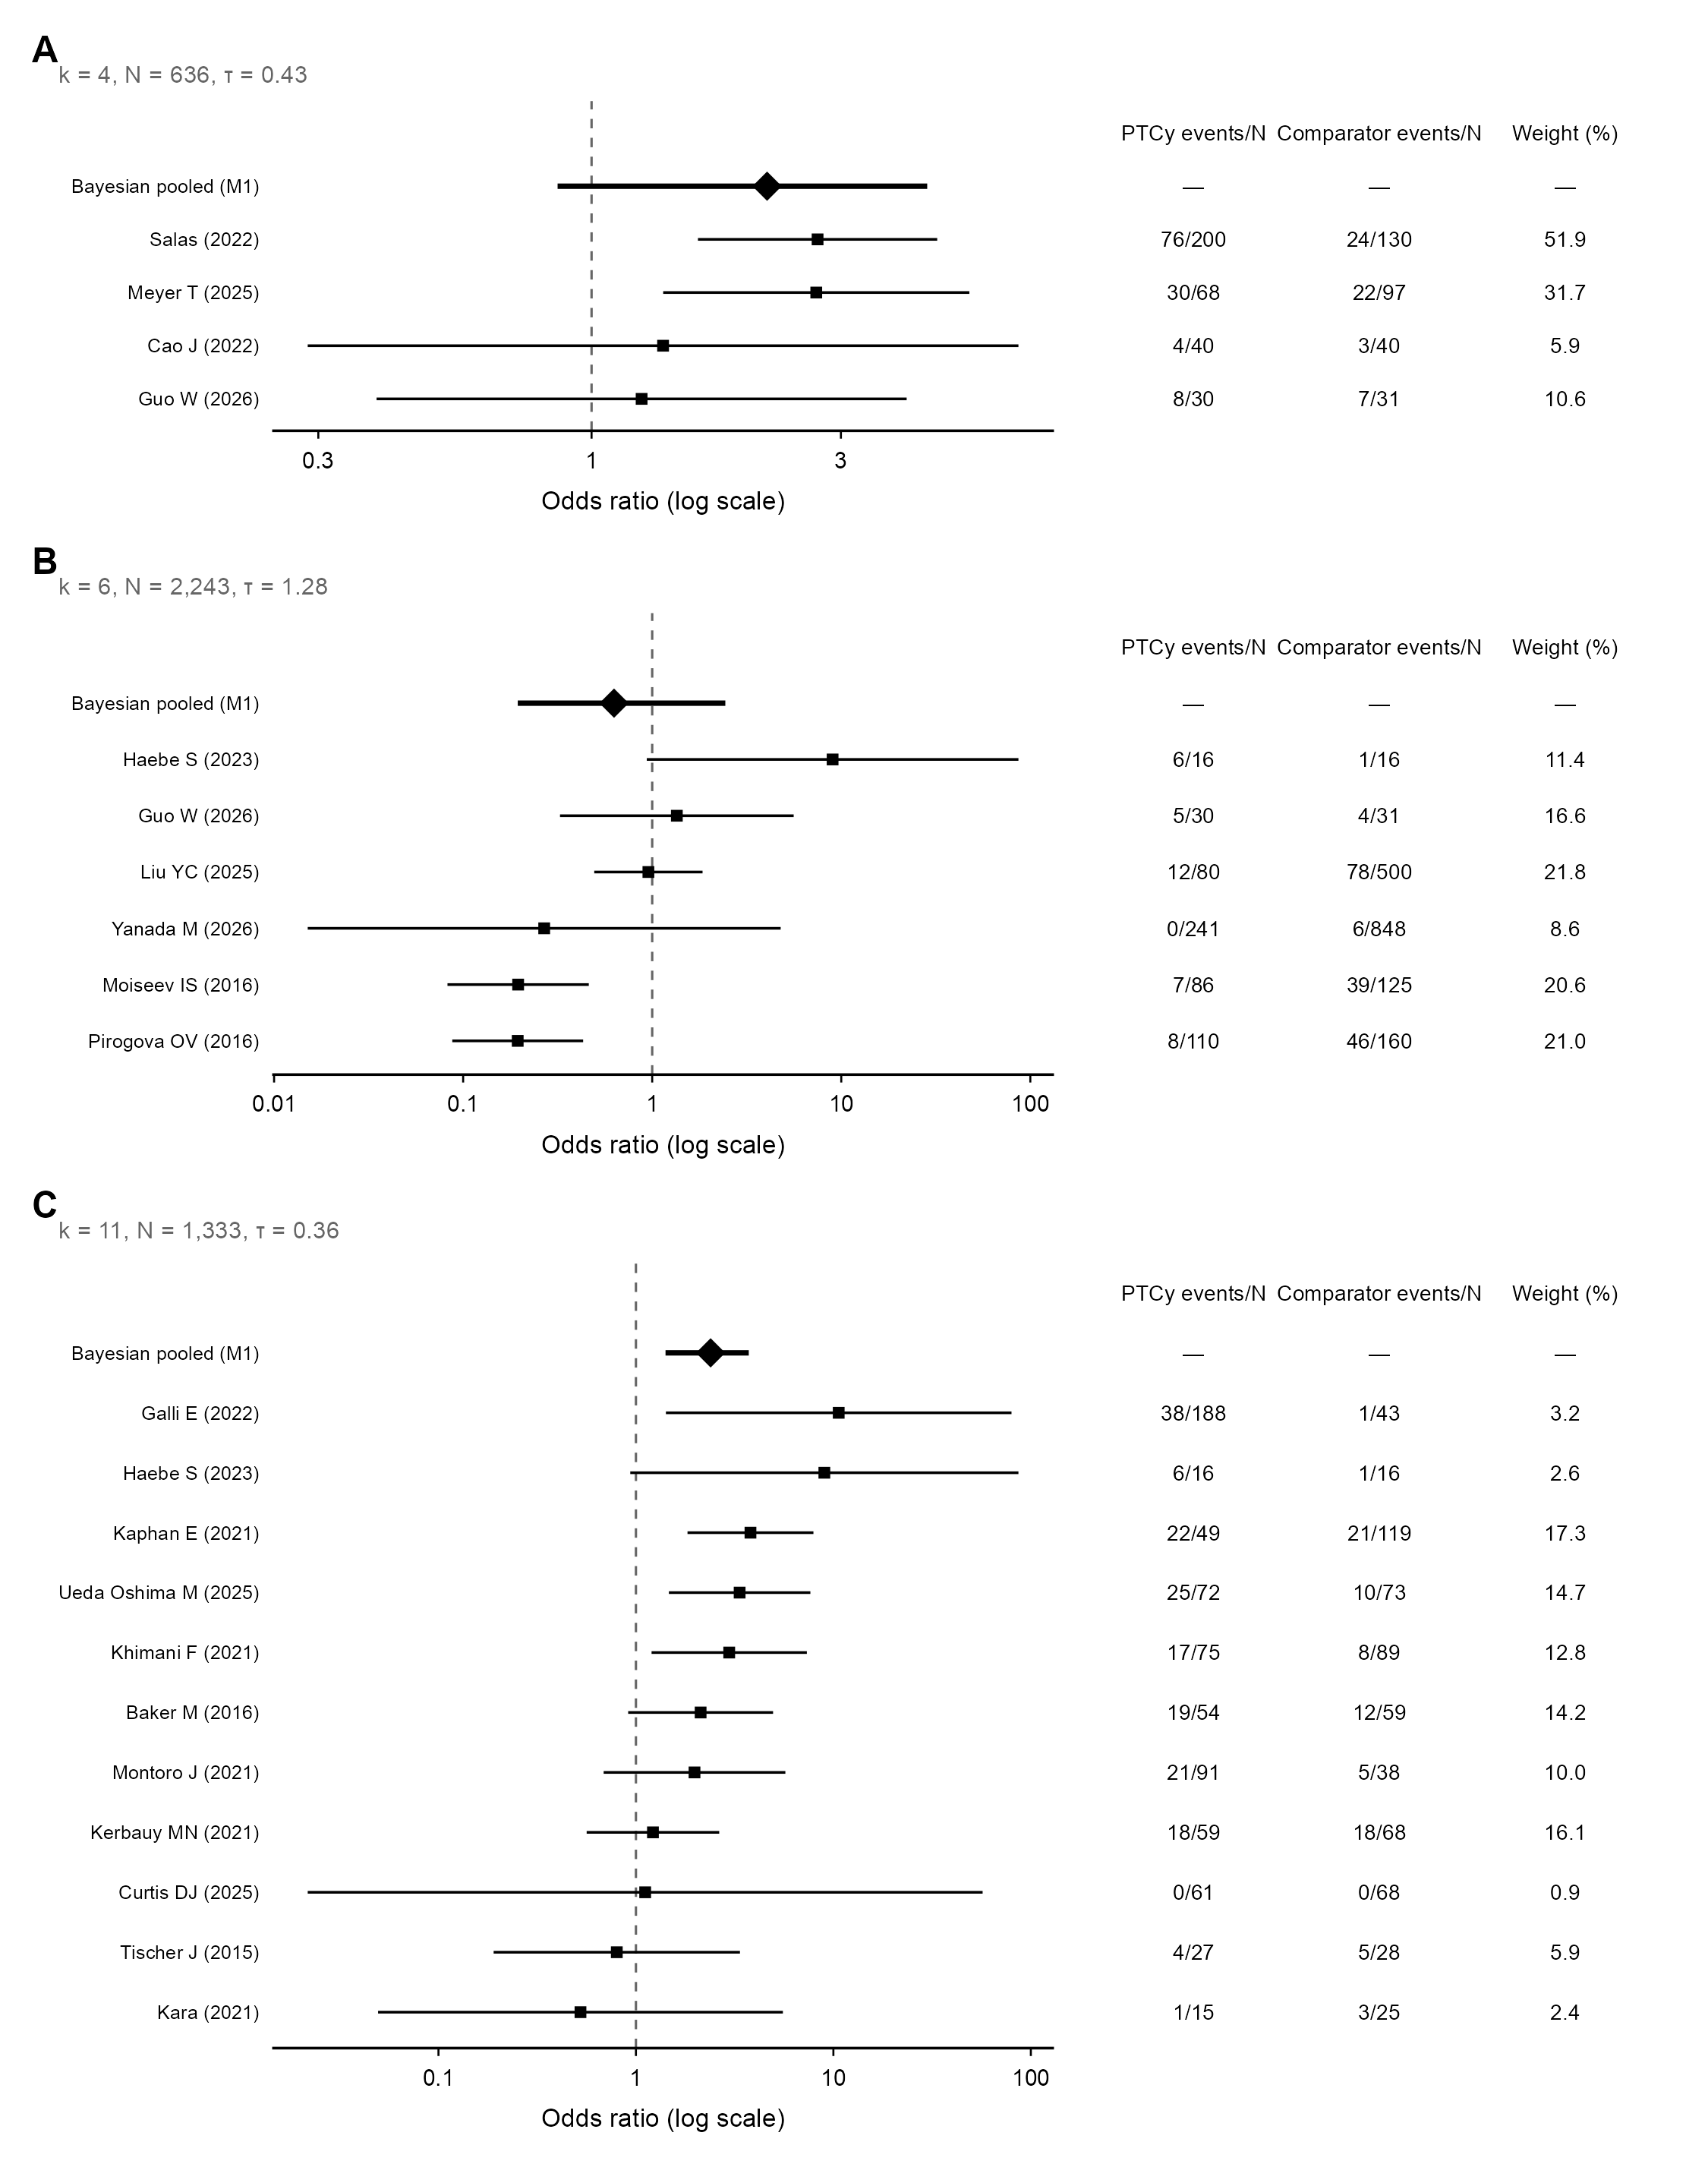 A
k = 4, N = 636, τ = 0.43
PTCy events/N Comparator events/N Weight (%)
Bayesian pooled (M1) — — —
Salas (2022) 76/200 24/130 51.9
Meyer T (2025) 30/68 22/97 31.7
Cao J (2022) 4/40 3/40 5.9
Guo W (2026) 8/30 7/31 10.6
0.3 1 3
Odds ratio (log scale)
B
k = 6, N = 2,243, τ = 1.28
PTCy events/N Comparator events/N Weight (%)
Bayesian pooled (M1) — — —
Haebe S (2023) 6/16 1/16 11.4
Guo W (2026) 5/30 4/31 16.6
Liu YC (2025) 12/80 78/500 21.8
Yanada M (2026) 0/241 6/848 8.6
Moiseev IS (2016) 7/86 39/125 20.6
Pirogova OV (2016) 8/110 46/160 21.0
0.01 0.1 1 10 100
Odds ratio (log scale)
C
k = 11, N = 1,333, τ = 0.36
PTCy events/N Comparator events/N Weight (%)
Bayesian pooled (M1) — — —
Galli E (2022) 38/188 1/43 3.2
Haebe S (2023) 6/16 1/16 2.6
Kaphan E (2021) 22/49 21/119 17.3
Ueda Oshima M (2025) 25/72 10/73 14.7
Khimani F (2021) 17/75 8/89 12.8
Baker M (2016) 19/54 12/59 14.2
Montoro J (2021) 21/91 5/38 10.0
Kerbauy MN (2021) 18/59 18/68 16.1
Curtis DJ (2025) 0/61 0/68 0.9
Tischer J (2015) 4/27 5/28 5.9
Kara (2021) 1/15 3/25 2.4
0.1 1 10 100
Odds ratio (log scale)